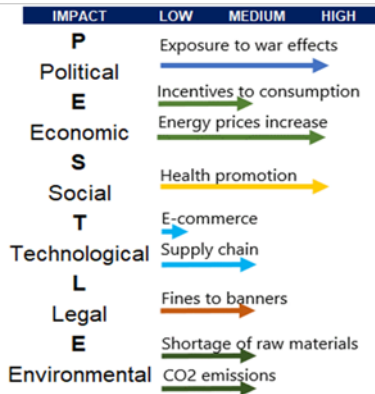 IMPACT LOW MEDIUM HIGH
P
Political
Exposure to war effects
E
Economic
Incentives to consumption
Energy prices increase
S
Social
Health promotion
T
Technological
E-commerce
Supply chain
L
Legal
Fines to banners
E
Environmental
Shortage of raw materials
CO2 emissions